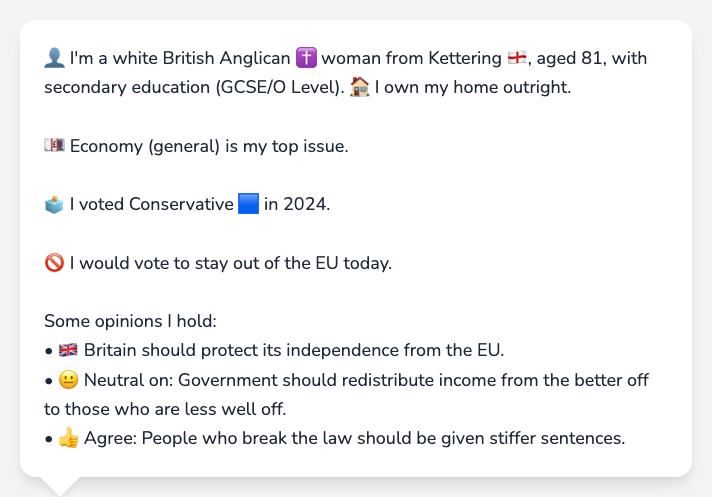 👤 I'm a white British Anglican ✝️ woman from Kettering 🏴󠁧󠁢󠁥󠁮󠁧󠁿, aged 81, with
secondary education (GCSE/O Level). 🏠 I own my home outright.
💷 Economy (general) is my top issue.
🗳️ I voted Conservative 🟦 in 2024.
🚫 I would vote to stay out of the EU today.
Some opinions I hold:
• 🇬🇧 Britain should protect its independence from the EU.
• 😐 Neutral on: Government should redistribute income from the better off
to those who are less well off.
• 👍 Agree: People who break the law should be given stiffer sentences.